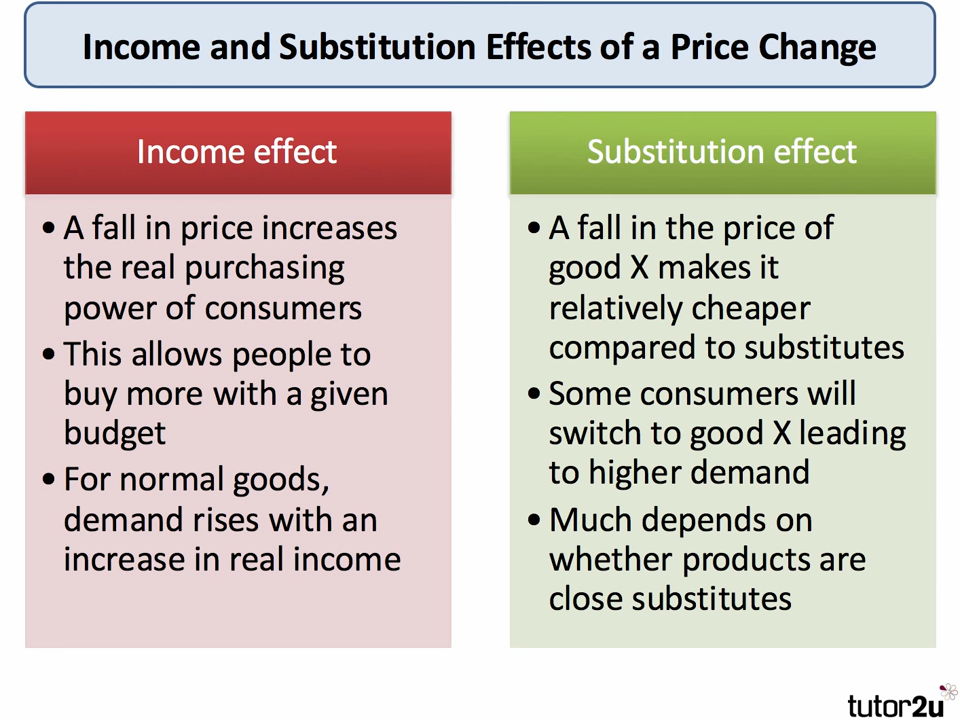 Income and Substitution Effects of a Price Change
Income effect
• A fall in price increases
the real purchasing
power of consumers
• This allows people to
buy more with a given
budget
• For normal goods,
demand rises with an
increase in real income
Substitution effect
• A fall in the price of
good X makes it
relatively cheaper
compared to substitutes
• Some consumers will
switch to good X leading
to higher demand
• Much depends on
whether products are
close substitutes
tutor2u